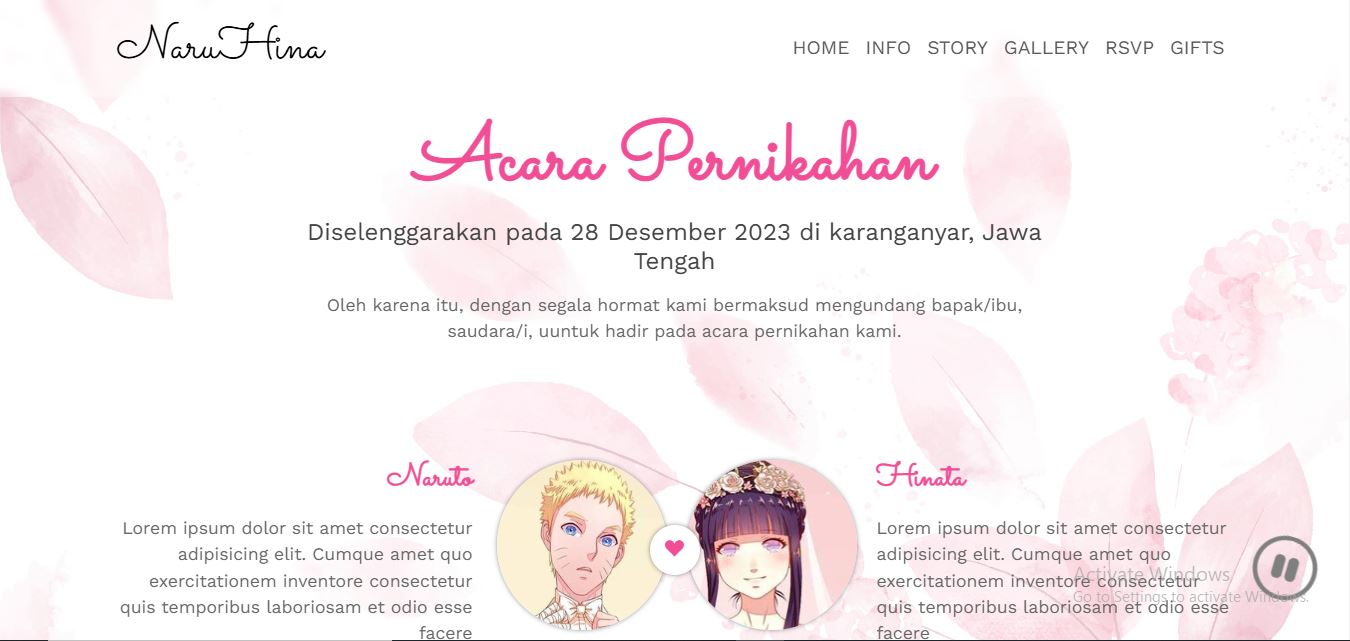 NaruHina
HOME INFO STORY GALLERY RSVP GIFTS
Acara Pernikahan
Diselenggarakan pada 28 Desember 2023 di karanganyar, Jawa
Tengah
Oleh karena itu, dengan segala hormat kami bermaksud mengundang bapak/ibu,
saudara/i, uuntuk hadir pada acara pernikahan kami.
Naruto
Lorem ipsum dolor sit amet consectetur
adipisicing elit. Cumque amet quo
exercitationem inventore consectetur
quis temporibus laboriosam et odio esse
facere
Hinata
Lorem ipsum dolor sit amet consectetur
adipisicing elit. Cumque amet quo
exercitationem inventore consectetur
quis temporibus laboriosam et odio esse
facere
Activate Windows
Go to Settings to activate Windows.